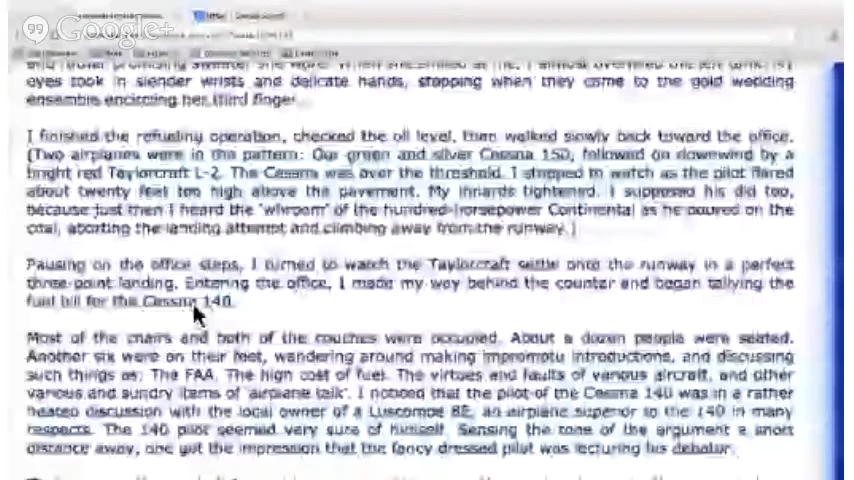 Google+
eyes took in slender wrists and delicate hands, stopping when they came to the gold wedding
ensemble encircling her third finger.
I finished the refueling operation, checked the oil level, then walked slowly back toward the office.
(Two airplanes were in the pattern: Our green and silver Cessna 150, followed on downwind by a
bright red Taylorcraft L-2. The Cessna was over the threshold. I stopped to watch as the pilot flared
about twenty feet too high above the pavement. My innards tightened. I supposed his did too,
because just then I heard the 'whroom' of the hundred-horsepower Continental as he poured on the
coal, aborting the landing attempt and climbing away from the runway.)
Pausing on the office steps, I turned to watch the Taylorcraft settle onto the runway in a perfect
three-point landing. Entering the office, I made my way behind the counter and began tallying the
fuel bill for the Cessna 140.
Most of the chairs and both of the couches were occupied. About a dozen people were seated.
Another six were on their feet, wandering around making impromptu introductions, and discussing
such things as: The FAA. The high cost of fuel. The virtues and faults of various aircraft, and other
various and sundry items of 'airplane talk'. I noticed that the pilot of the Cessna 140 was in a rather
heated discussion with the local owner of a Luscombe 8E, an airplane superior to the 140 in many
respects. The 140 pilot seemed very sure of himself. Sensing the tone of the argument a short
distance away, one got the impression that the fancy dressed pilot was lecturing his debator.